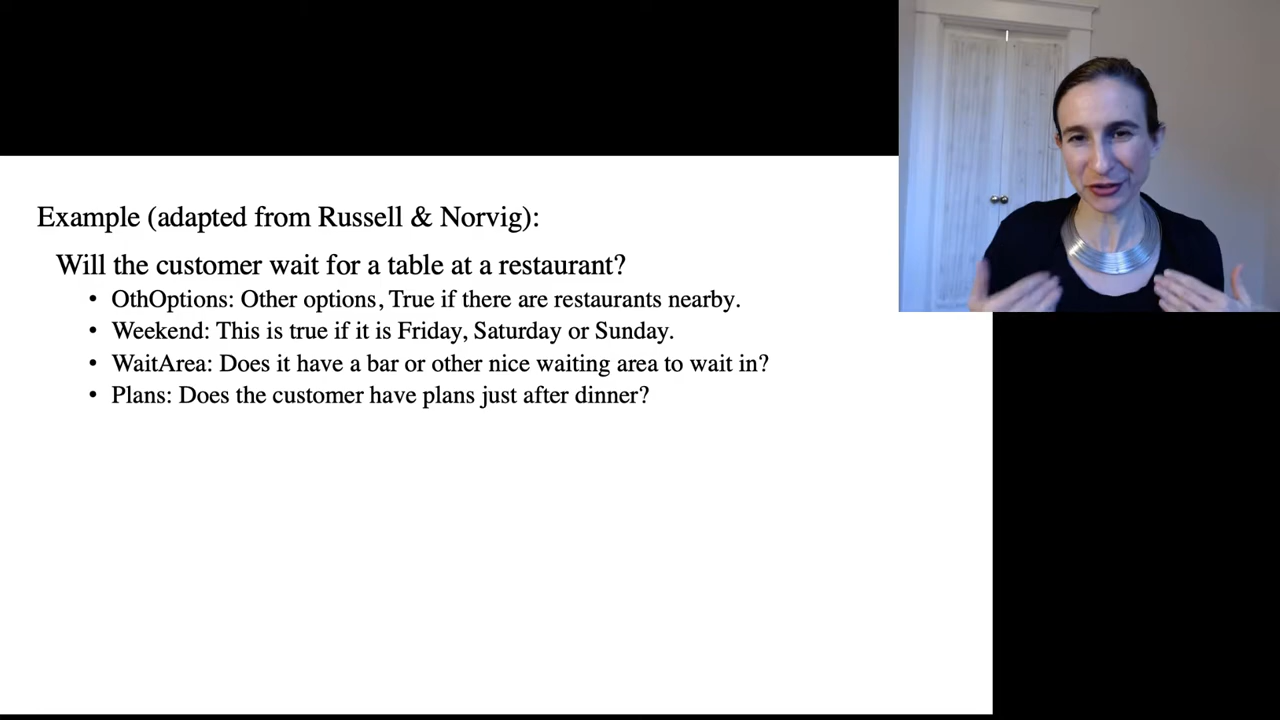 Example (adapted from Russell & Norvig):
Will the customer wait for a table at a restaurant?
• OthOptions: Other options, True if there are restaurants nearby.
• Weekend: This is true if it is Friday, Saturday or Sunday.
• WaitArea: Does it have a bar or other nice waiting area to wait in?
• Plans: Does the customer have plans just after dinner?